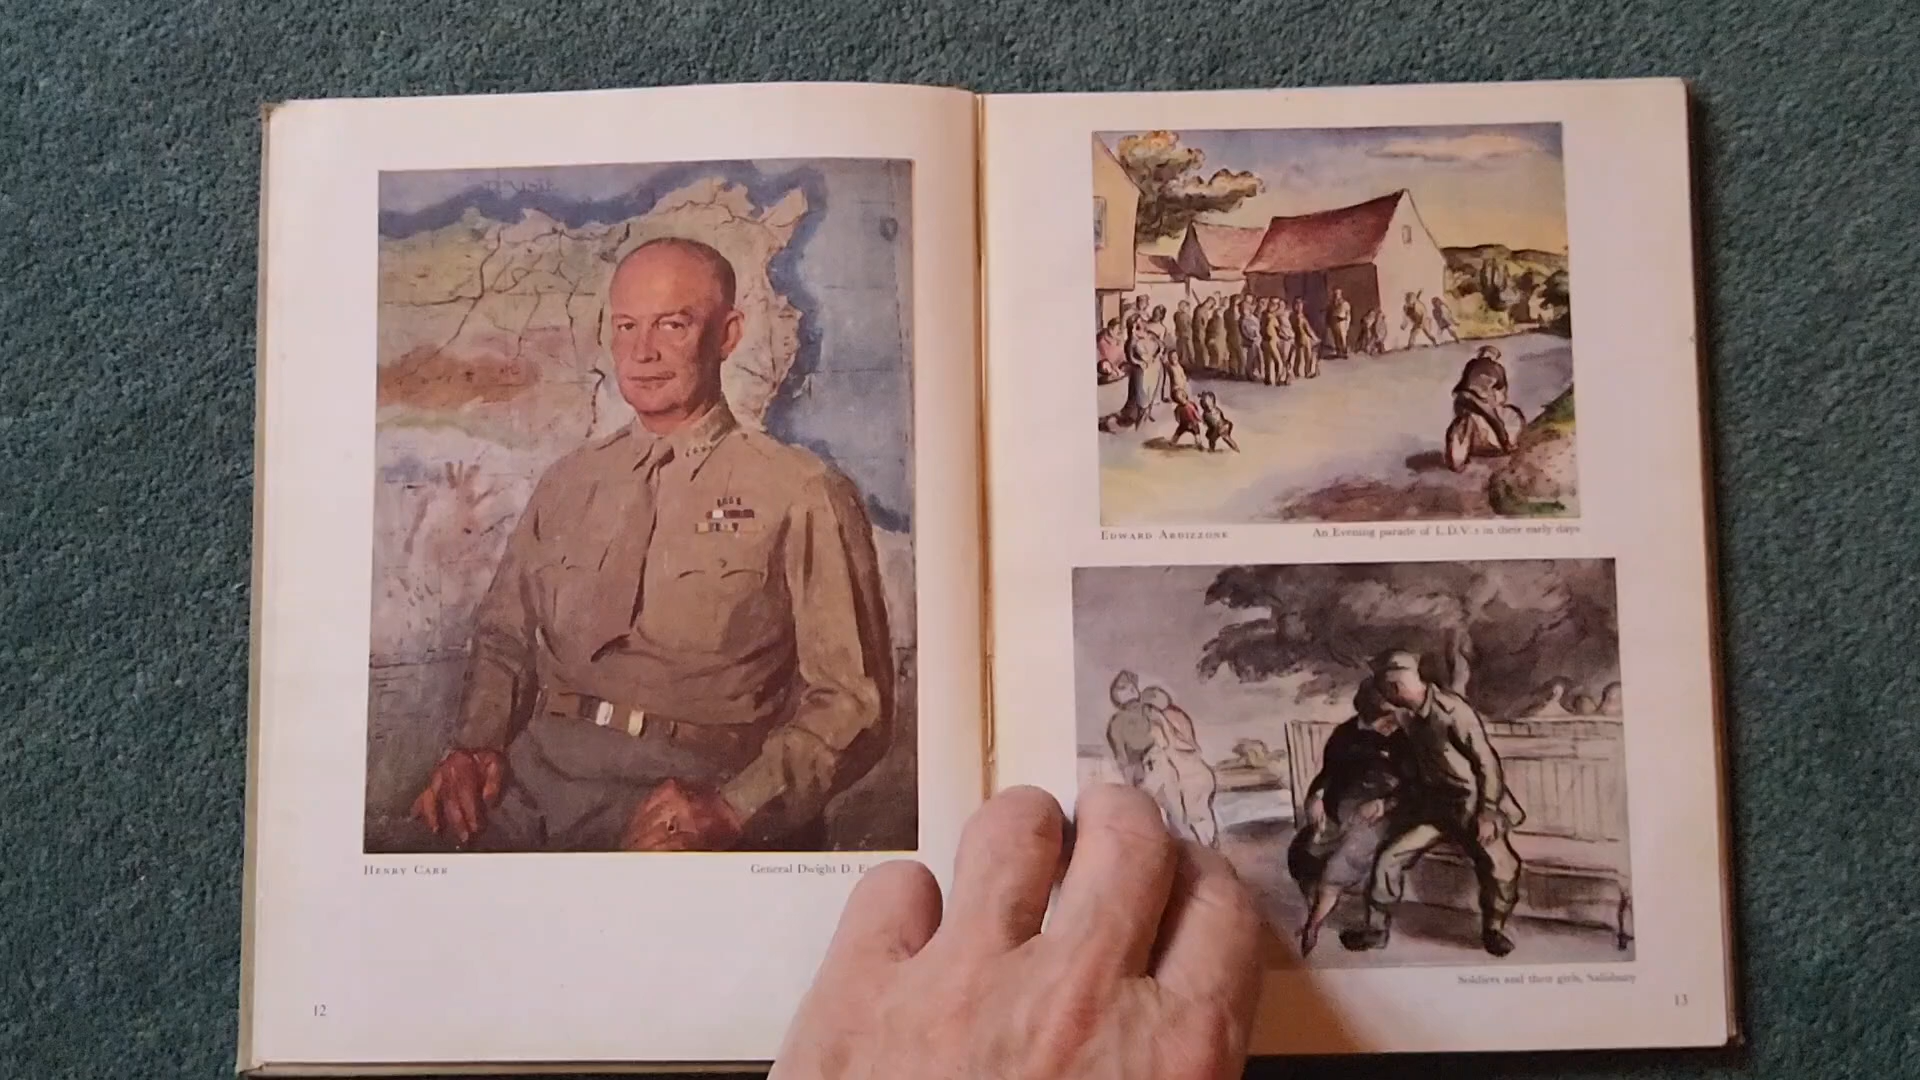 TUNISIE
HENRY CARR
General Dwight D. E
12
EDWARD ARDIZZONE
An Evening parade of L.D.V.s in their early days
Soldiers and their girls, Salisbury
13